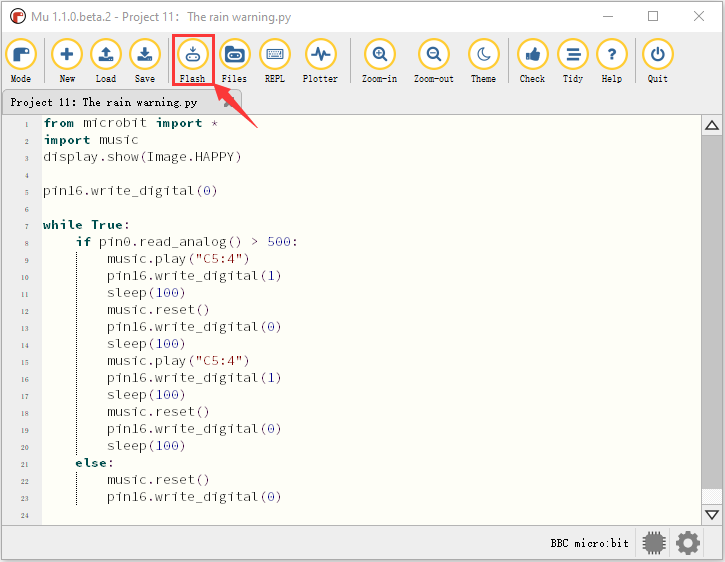 Mu 1.1.0.beta.2 - Project 11：The rain warning.py
Mode New Load Save Flash Files REPL Plotter Zoom-in Zoom-out Theme Check Tidy Help Quit
Project 11：The rain warning.py
1 from microbit import *
2 import music
3 display.show(Image.HAPPY)
4
5 pin16.write_digital(0)
6
7 while True:
8 if pin0.read_analog() > 500:
9 music.play("C5:4")
10 pin16.write_digital(1)
11 sleep(100)
12 music.reset()
13 pin16.write_digital(0)
14 sleep(100)
15 music.play("C5:4")
16 pin16.write_digital(1)
17 sleep(100)
18 music.reset()
19 pin16.write_digital(0)
20 sleep(100)
21 else:
22 music.reset()
23 pin16.write_digital(0)
24
BBC micro:bit